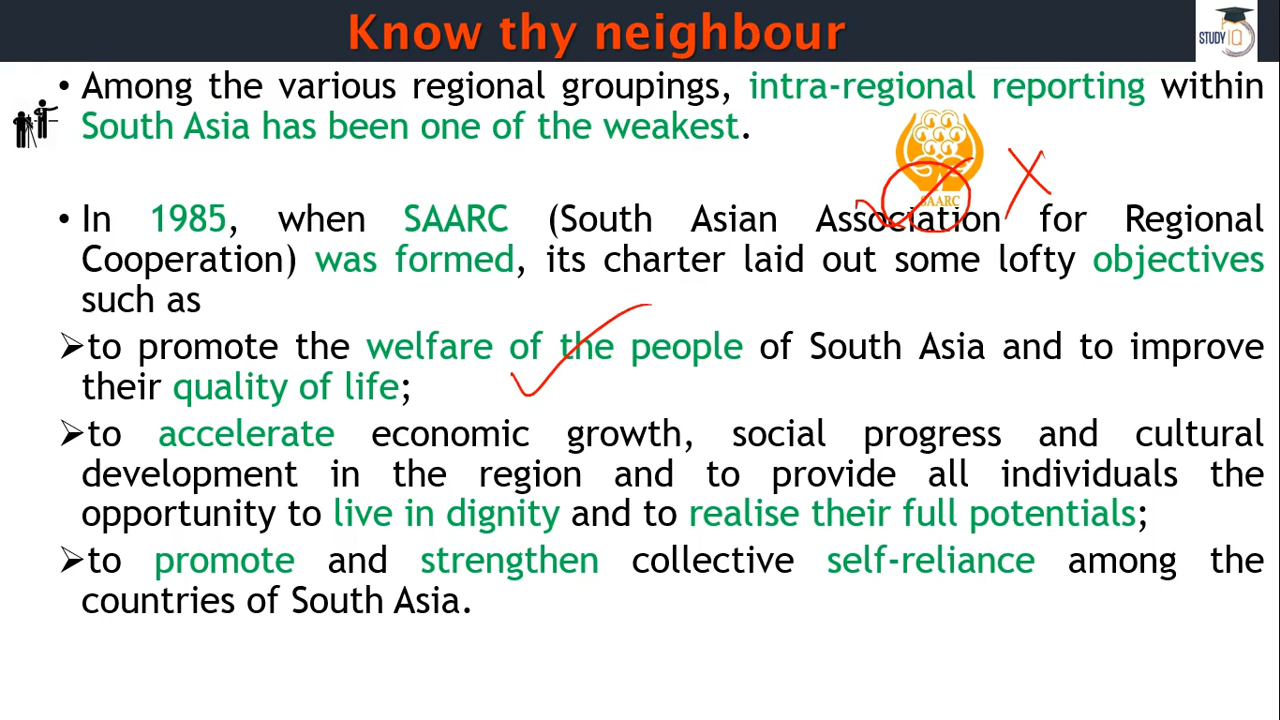 Know thy neighbour
STUDY IQ
• Among the various regional groupings, intra-regional reporting within
South Asia has been one of the weakest.
SAARC
• In 1985, when SAARC (South Asian Association for Regional
Cooperation) was formed, its charter laid out some lofty objectives
such as
➢to promote the welfare of the people of South Asia and to improve
their quality of life;
➢to accelerate economic growth, social progress and cultural
development in the region and to provide all individuals the
opportunity to live in dignity and to realise their full potentials;
➢to promote and strengthen collective self-reliance among the
countries of South Asia.